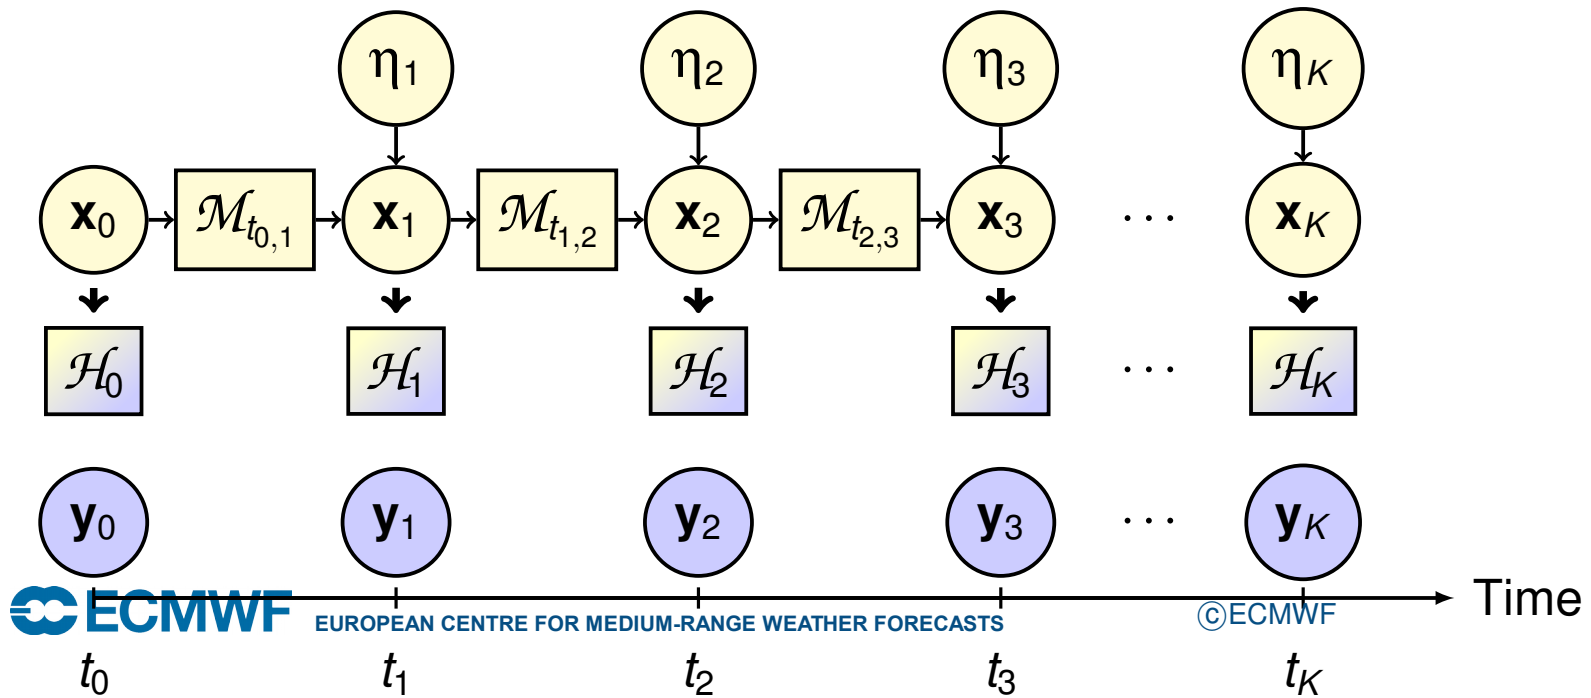 η1 η2 η3 ηK
x0 Mt0,1 x1 Mt1,2 x2 Mt2,3 x3 ··· xK
H0 H1 H2 H3 ··· HK
y0 y1 y2 y3 ··· yK
Time
ECMWF EUROPEAN CENTRE FOR MEDIUM-RANGE WEATHER FORECASTS ©ECMWF
t0 t1 t2 t3 tK